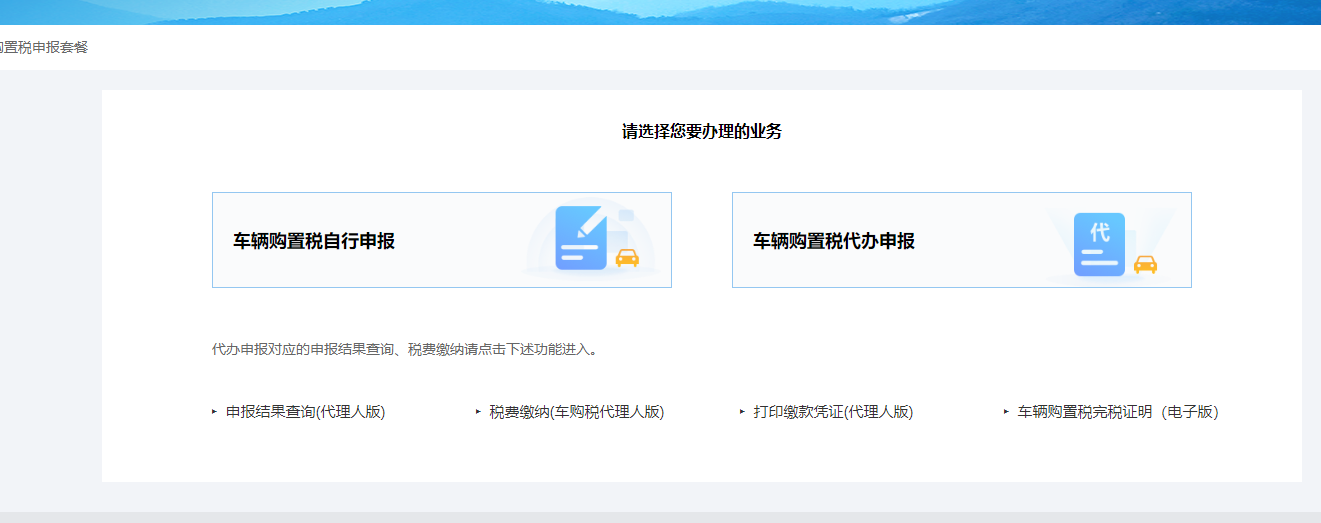 置税申报套餐
请选择您要办理的业务
车辆购置税自行申报
车辆购置税代办申报
代
代办申报对应的申报结果查询、税费缴纳请点击下述功能进入。
申报结果查询(代理人版)
税费缴纳(车购税代理人版)
打印缴款凭证(代理人版)
车辆购置税完税证明（电子版）